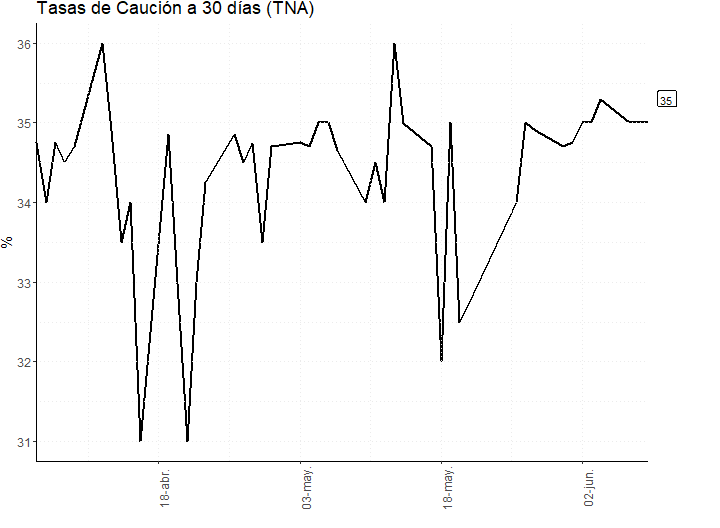 Tasas de Caución a 30 días (TNA)
36
35
34
33
32
31
%
35
18-abr.
03-may.
18-may.
02-jun.